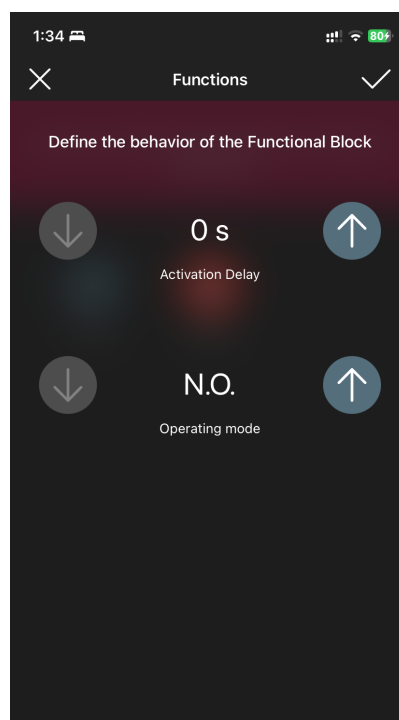 1:34
80
Functions
Define the behavior of the Functional Block
0 s
Activation Delay
N.O.
Operating mode